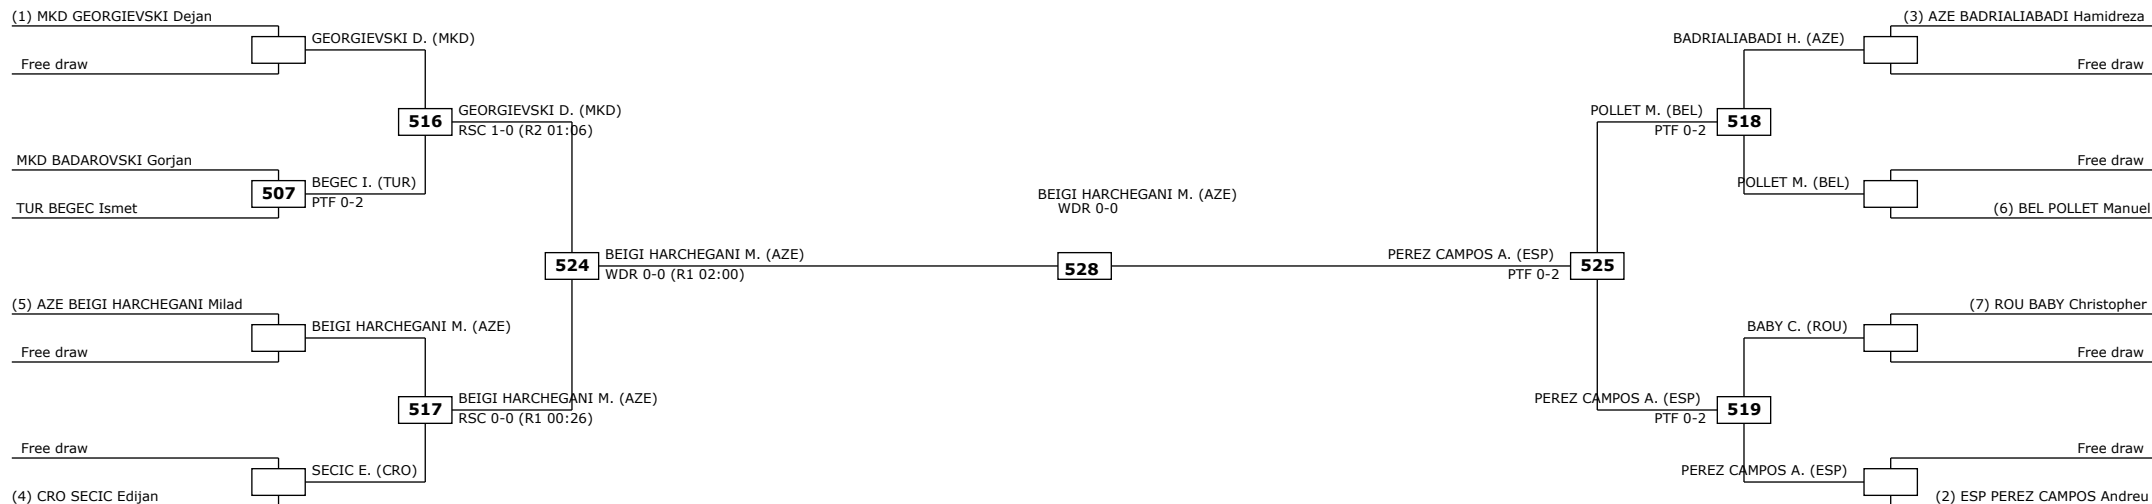 (1) MKD GEORGIEVSKI Dejan
GEORGIEVSKI D. (MKD)
Free draw
516
GEORGIEVSKI D. (MKD)
RSC 1-0 (R2 01:06)
MKD BADAROVSKI Gorjan
507
BEGEC I. (TUR)
PTF 0-2
TUR BEGEC Ismet
524
BEIGI HARCHEGANI M. (AZE)
WDR 0-0 (R1 02:00)
(5) AZE BEIGI HARCHEGANI Milad
BEIGI HARCHEGANI M. (AZE)
Free draw
517
BEIGI HARCHEGANI M. (AZE)
RSC 0-0 (R1 00:26)
Free draw
SECIC E. (CRO)
(4) CRO SECIC Edijan
BEIGI HARCHEGANI M. (AZE)
WDR 0-0
528
(3) AZE BADRIALIABADI Hamidreza
BADRIALIABADI H. (AZE)
Free draw
POLLET M. (BEL)
PTF 0-2
518
Free draw
POLLET M. (BEL)
(6) BEL POLLET Manuel
PEREZ CAMPOS A. (ESP)
PTF 0-2
525
(7) ROU BABY Christopher
BABY C. (ROU)
Free draw
PEREZ CAMPOS A. (ESP)
PTF 0-2
519
Free draw
PEREZ CAMPOS A. (ESP)
(2) ESP PEREZ CAMPOS Andreu